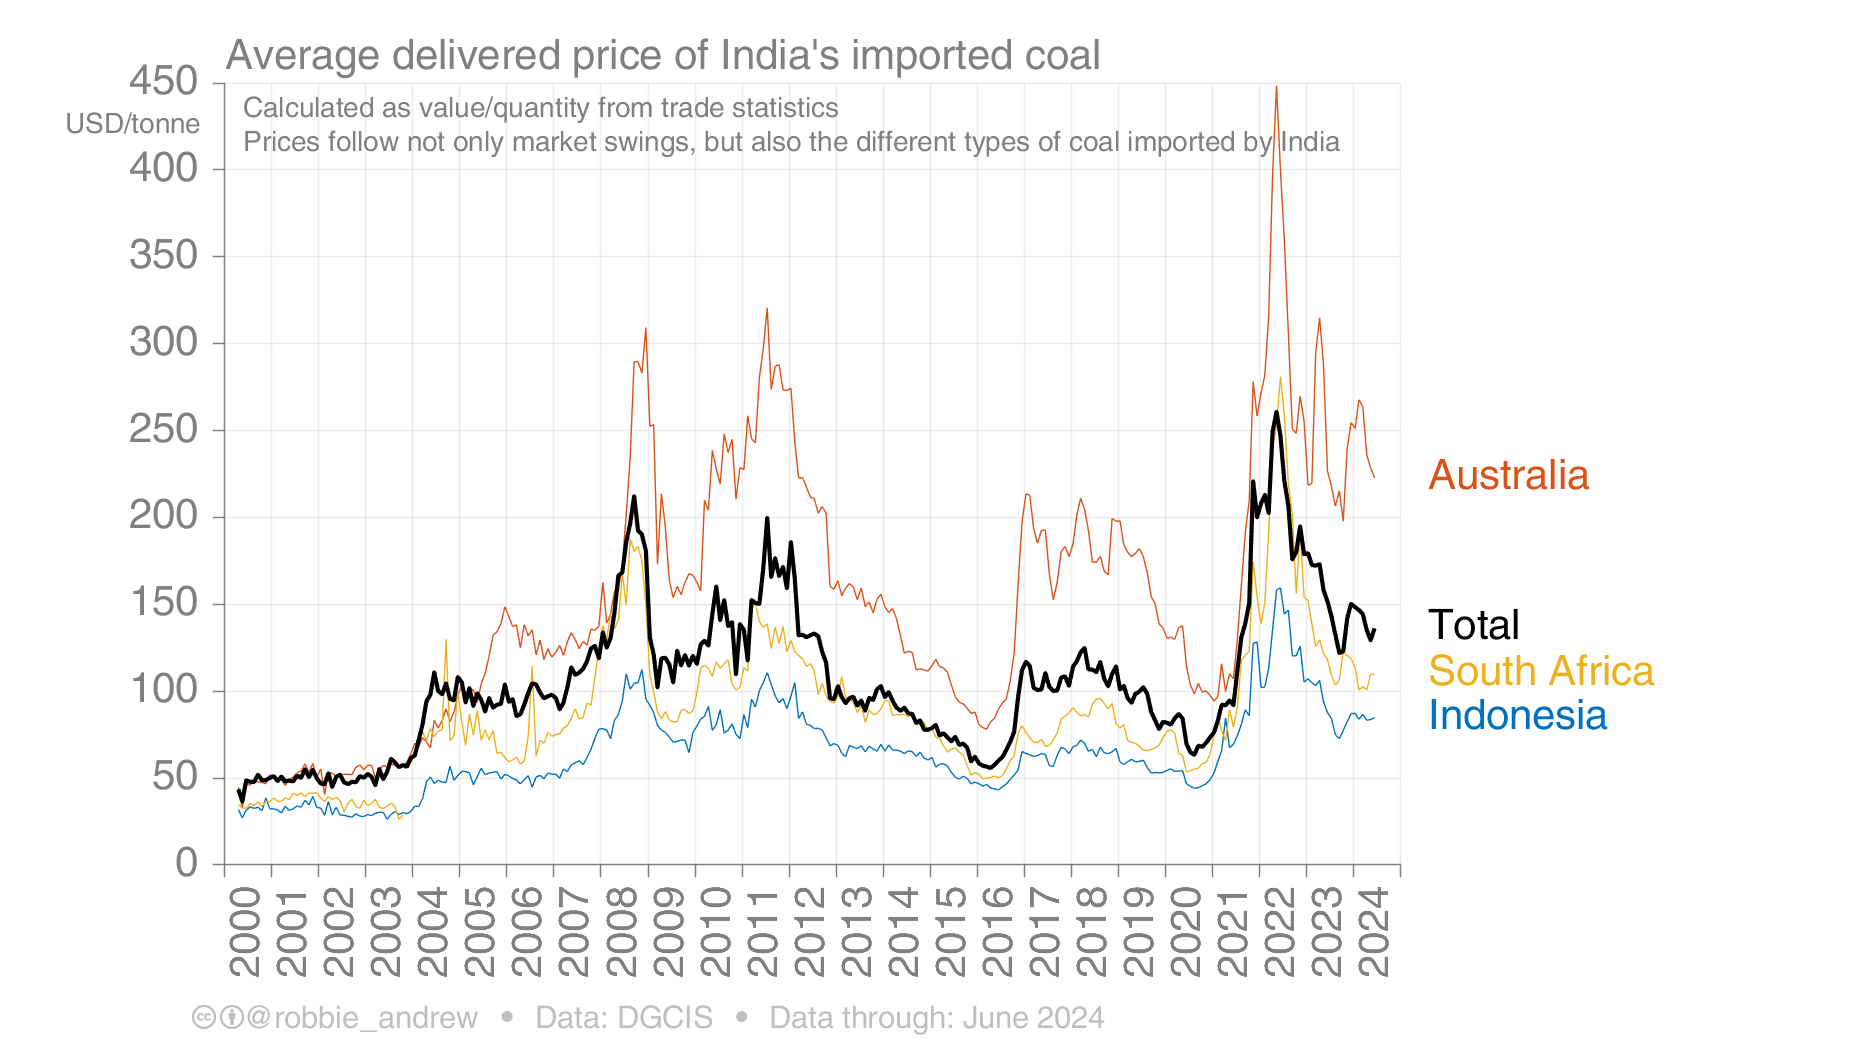 Average delivered price of India's imported coal
450
USD/tonne
Calculated as value/quantity from trade statistics
Prices follow not only market swings, but also the different types of coal imported by India
400
350
300
250
200
150
100
50
0
Australia
Total
South Africa
Indonesia
2000 2001 2002 2003 2004 2005 2006 2007 2008 2009 2010 2011 2012 2013 2014 2015 2016 2017 2018 2019 2020 2021 2022 2023 2024
@robbie_andrew • Data: DGCIS • Data through: June 2024